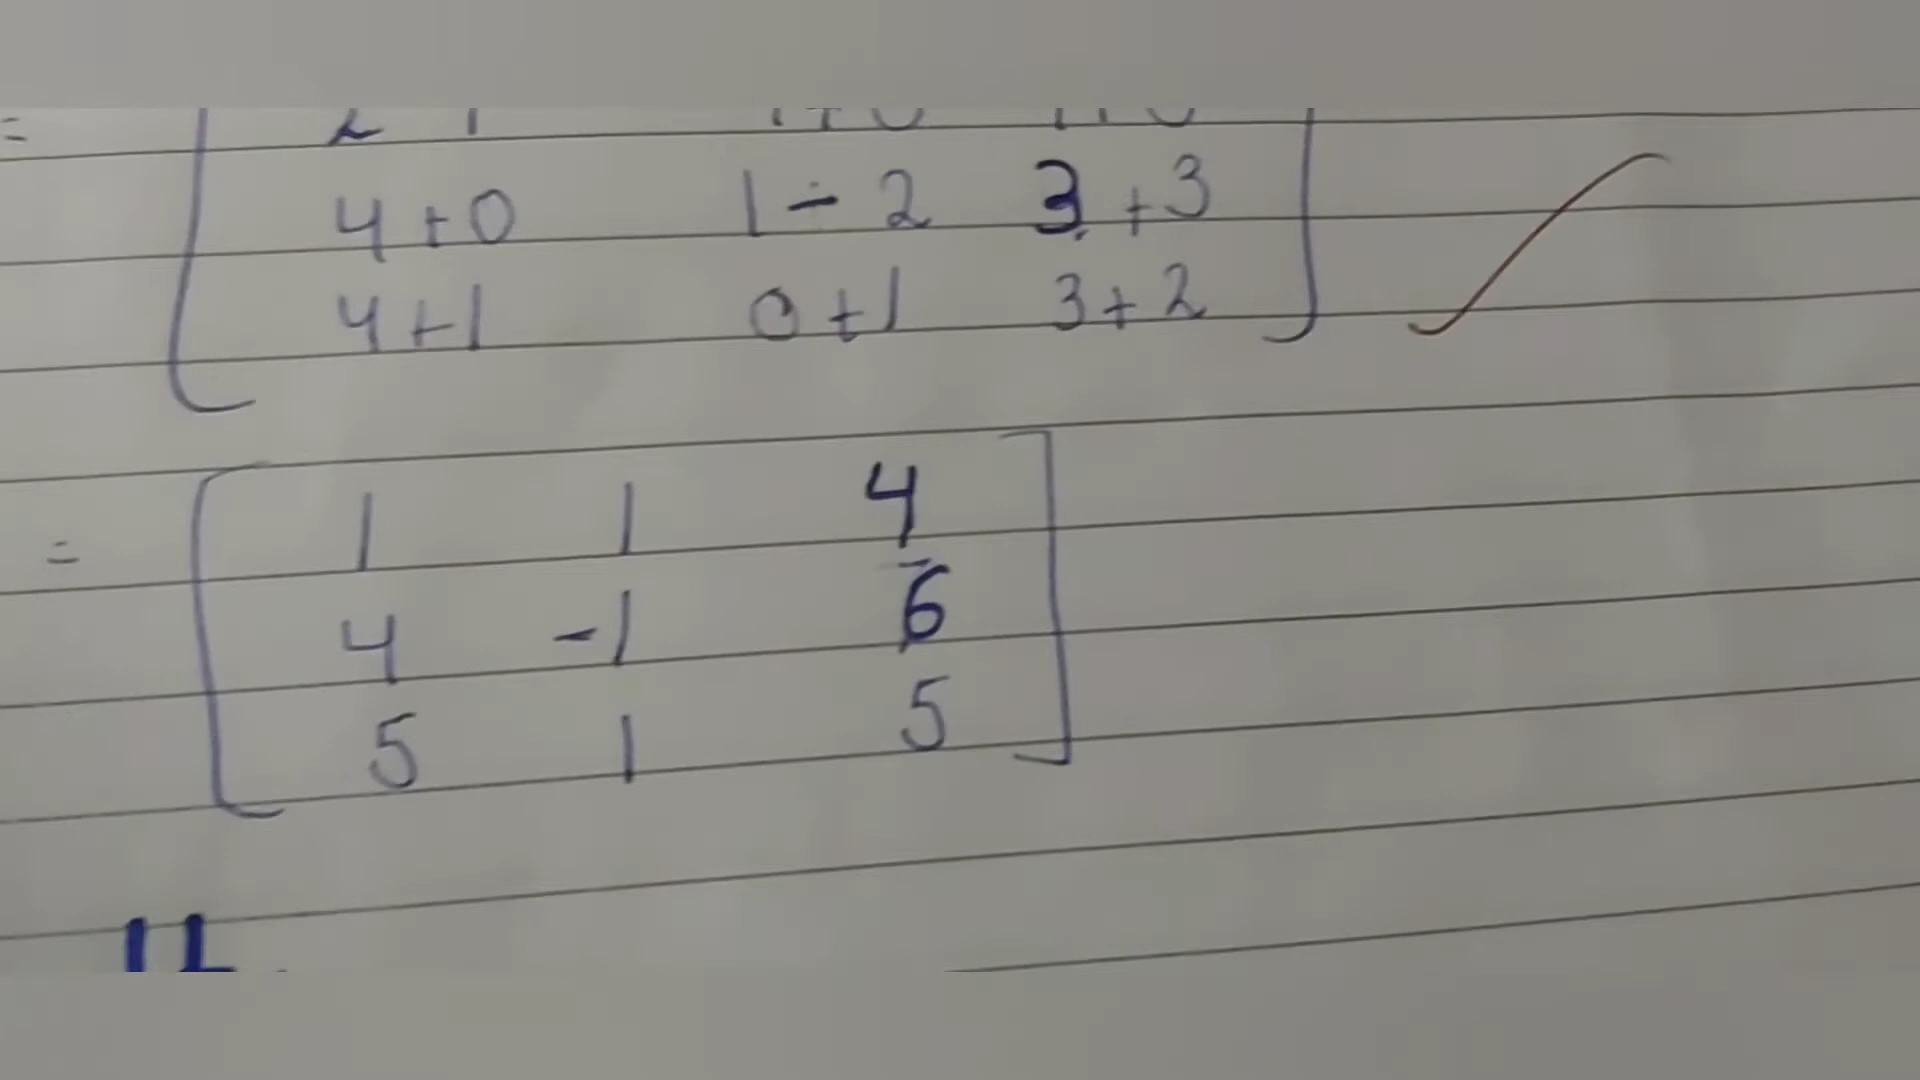 =
4+0 1-2 3+3
4+1 0+1 3+2
= 1 1 4
4 -1 6
5 1 5